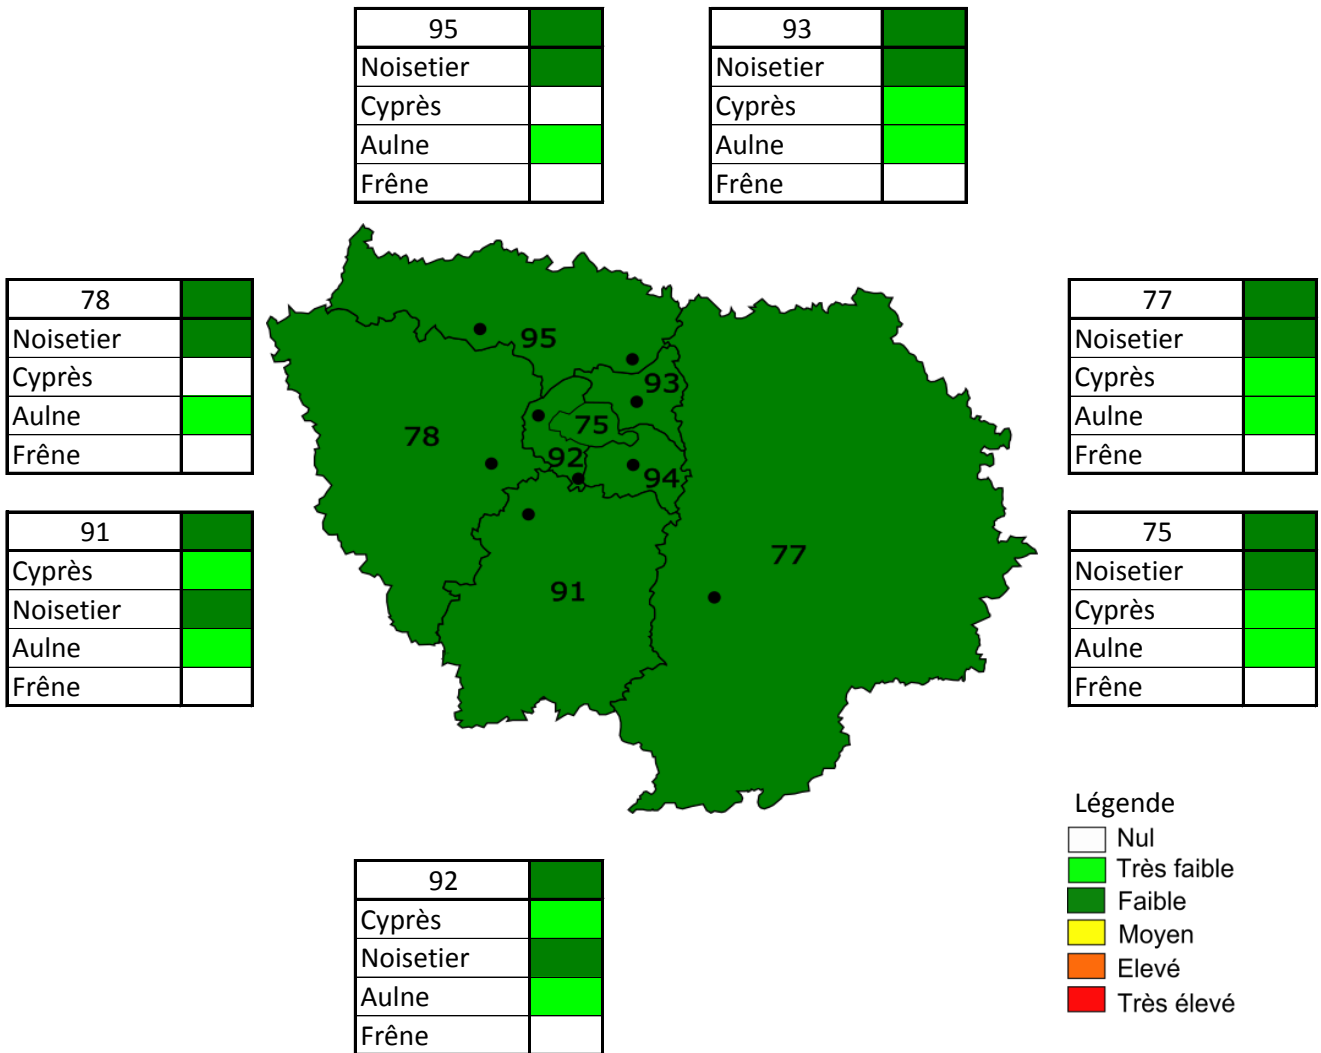 95
Noisetier
Cyprès
Aulne
Frêne
93
Noisetier
Cyprès
Aulne
Frêne
78
Noisetier
Cyprès
Aulne
Frêne
91
Cyprès
Noisetier
Aulne
Frêne
95
93
75
78
92
94
77
91
77
Noisetier
Cyprès
Aulne
Frêne
75
Noisetier
Cyprès
Aulne
Frêne
92
Cyprès
Noisetier
Aulne
Frêne
Légende
Nul
Très faible
Faible
Moyen
Elevé
Très élevé